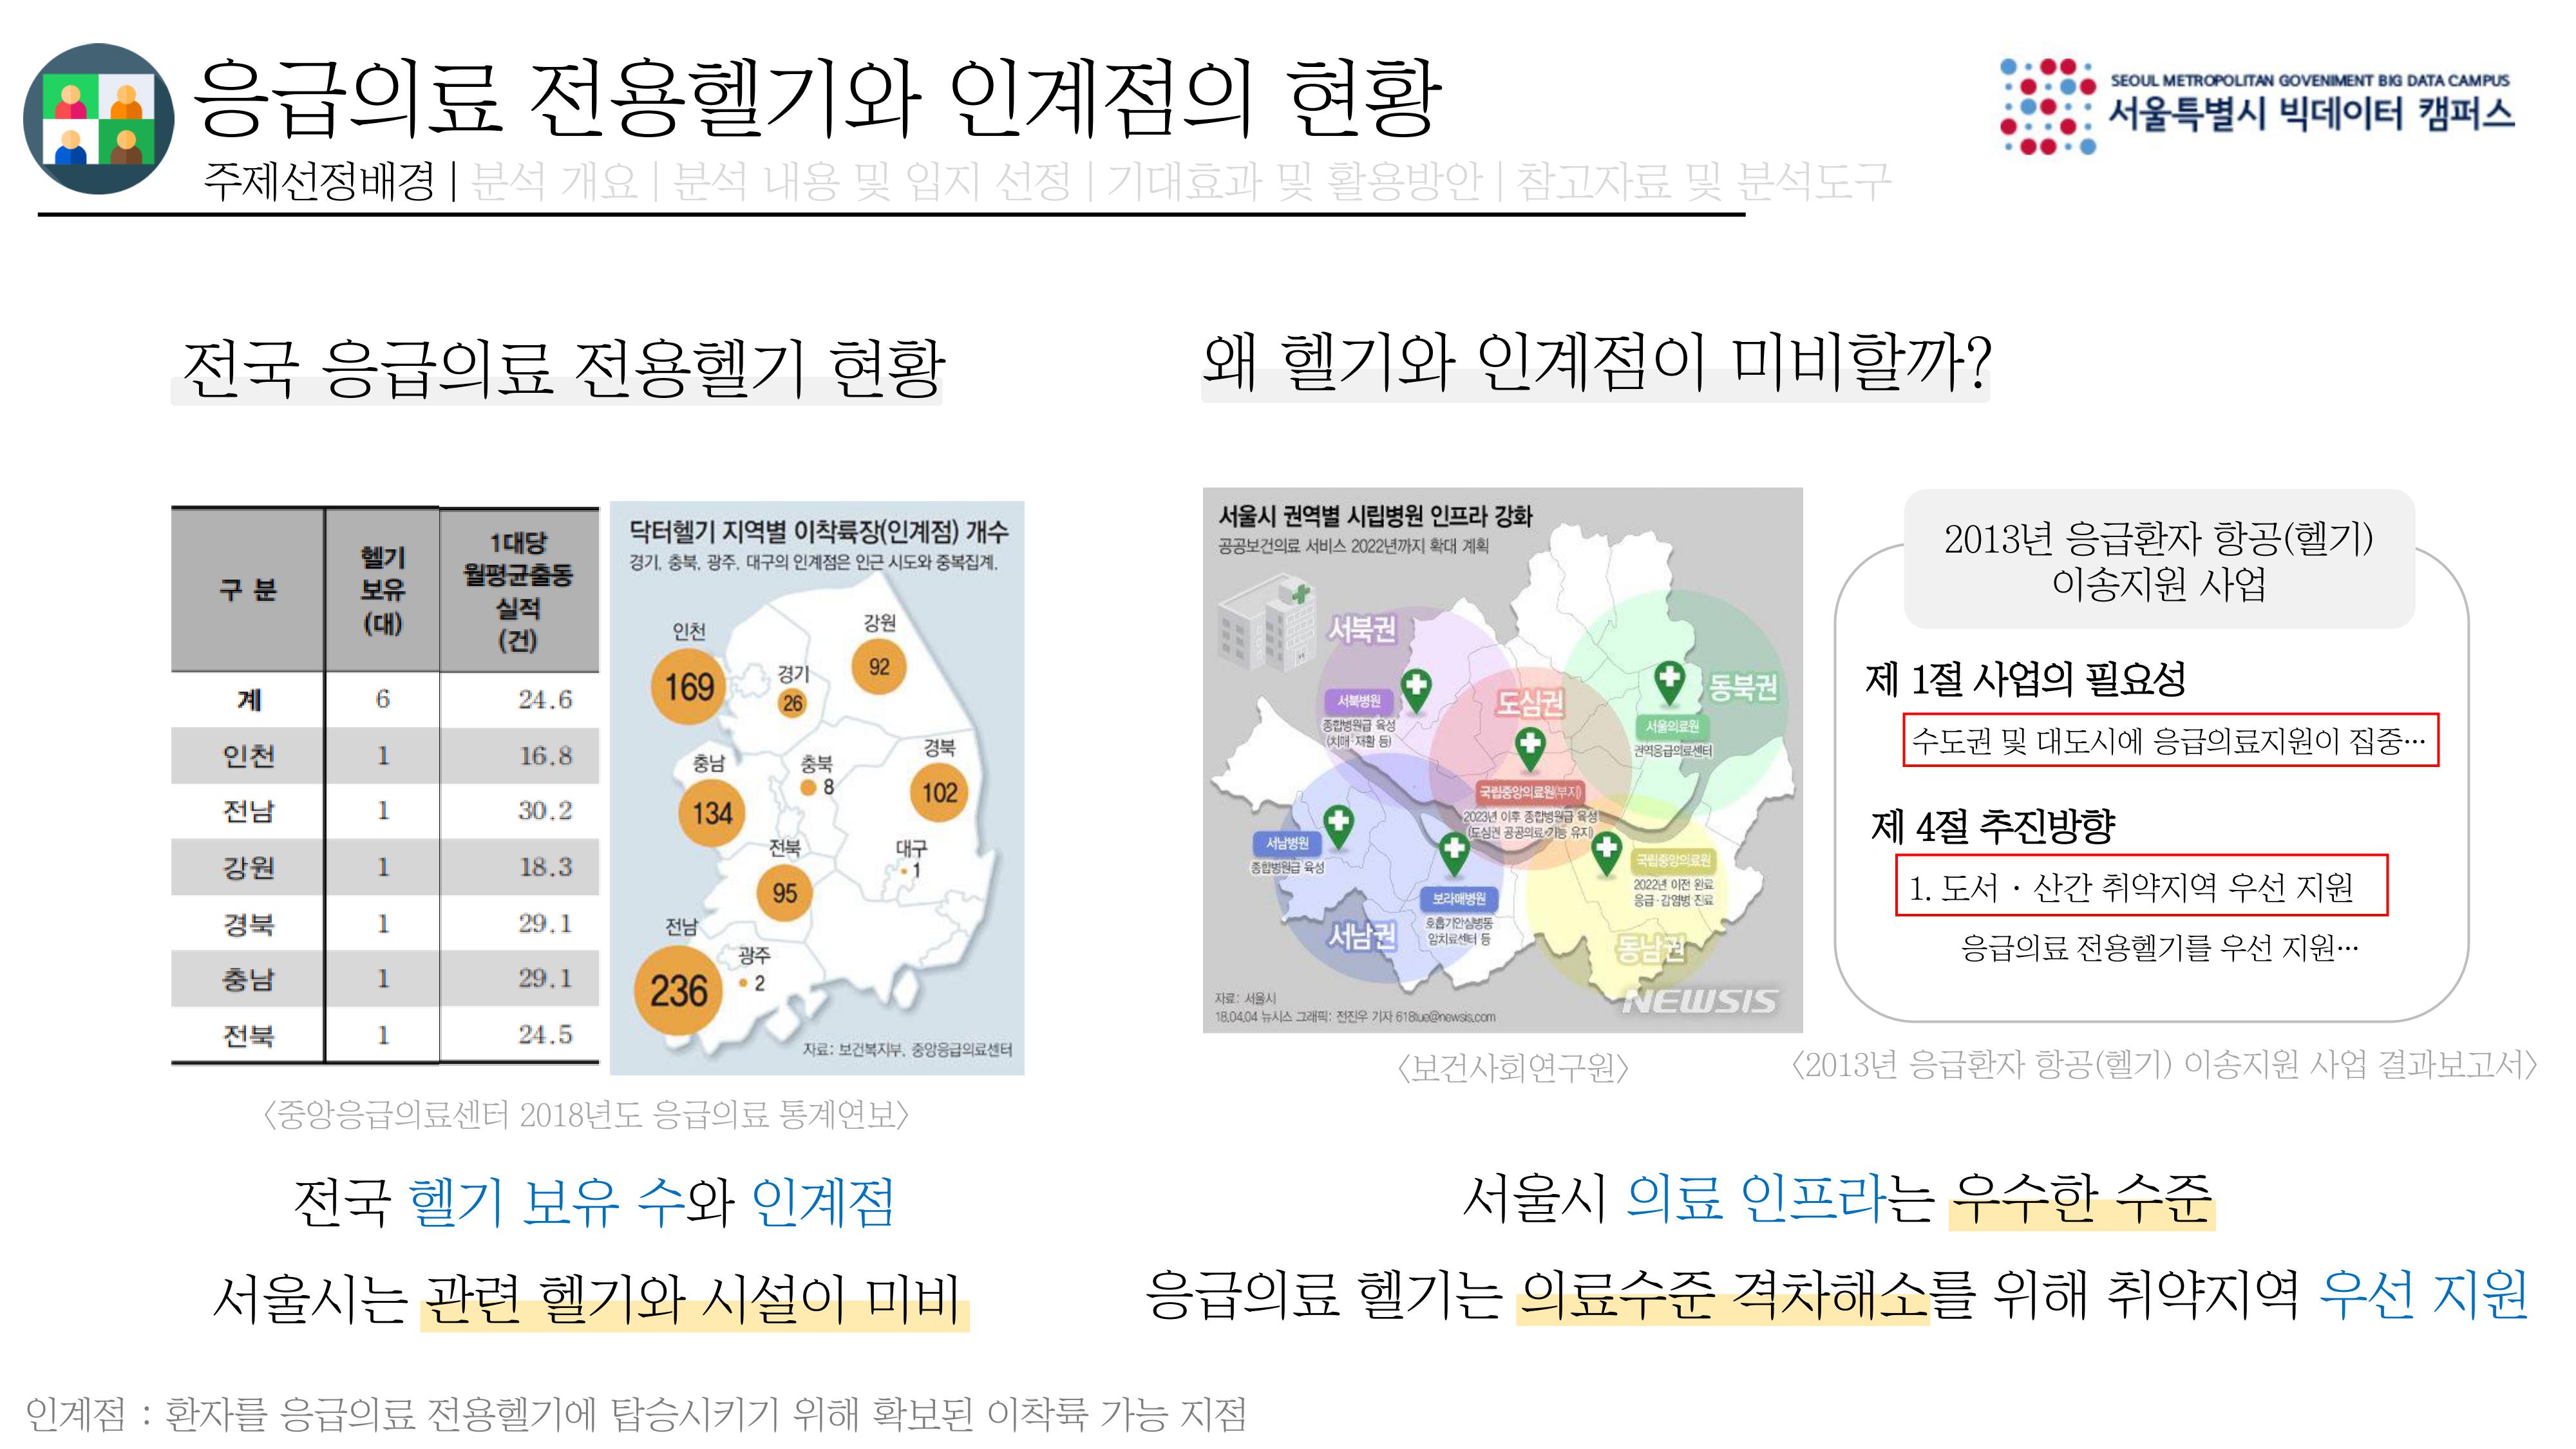 응급의료 전용헬기와 인계점의 현황
SEOUL METROPOLITAN GOVENIMENT BIG DATA CAMPUS
서울특별시 빅데이터 캠퍼스
주제선정배경 | 분석 개요 | 분석 내용 및 입지 선정 | 기대효과 및 활용방안 | 참고자료 및 분석도구
전국 응급의료 전용헬기 현황
구 분 헬기 보유 (대) 1대당 월평균출동 실적 (건)
계 6 24.6
인천 1 16.8
전남 1 30.2
강원 1 18.3
경북 1 29.1
충남 1 29.1
전북 1 24.5
닥터헬기 지역별 이착륙장(인계점) 개수
경기, 충북, 광주, 대구의 인계점은 인근 시도와 중복집계.
인천
169
경기
26
강원
92
충남
134
충북
8
경북
102
전북
95
대구
1
전남
236
광주
2
자료: 보건복지부, 중앙응급의료센터
<중앙응급의료센터 2018년도 응급의료 통계연보>
전국 헬기 보유 수와 인계점
서울시는 관련 헬기와 시설이 미비
왜 헬기와 인계점이 미비할까?
서울시 권역별 시립병원 인프라 강화
공공보건의료 서비스 2022년까지 확대 계획
서북권
서북병원
종합병원급 육성
(치매·재활 등)
도심권
국립중앙의료원(부지)
2023년 이후 종합병원급 육성
(도심권 공공의료 기능 유지)
동북권
서울의료원
권역응급의료센터
서남병원
종합병원급 육성
보라매병원
호흡기안심병동
암치료센터 등
서남권
국립중앙의료원
2022년 이전 완료
응급·감염병 진료
동남권
NEWSIS
자료: 서울시
18.04.04 뉴시스 그래픽: 전진우 기자 618tue@newsis.com
<보건사회연구원>
2013년 응급환자 항공(헬기)
이송지원 사업
제 1절 사업의 필요성
수도권 및 대도시에 응급의료지원이 집중…
제 4절 추진방향
1. 도서 · 산간 취약지역 우선 지원
응급의료 전용헬기를 우선 지원…
<2013년 응급환자 항공(헬기) 이송지원 사업 결과보고서>
서울시 의료 인프라는 우수한 수준
응급의료 헬기는 의료수준 격차해소를 위해 취약지역 우선 지원
인계점 : 환자를 응급의료 전용헬기에 탑승시키기 위해 확보된 이착륙 가능 지점